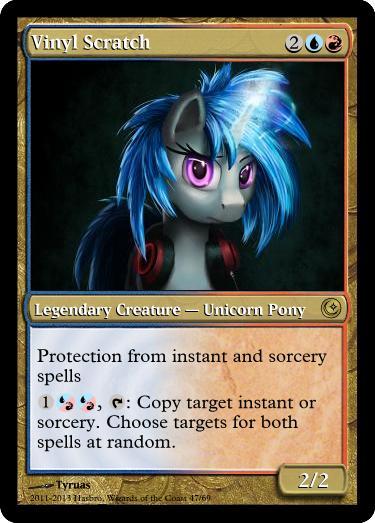 Vinyl Scratch 2
Legendary Creature — Unicorn Pony
Protection from instant and sorcery
spells
1 , : Copy target instant or
sorcery. Choose targets for both
spells at random.
2/2
Tyruas
2011-2013 Hasbro, Wizards of the Coast 47/69